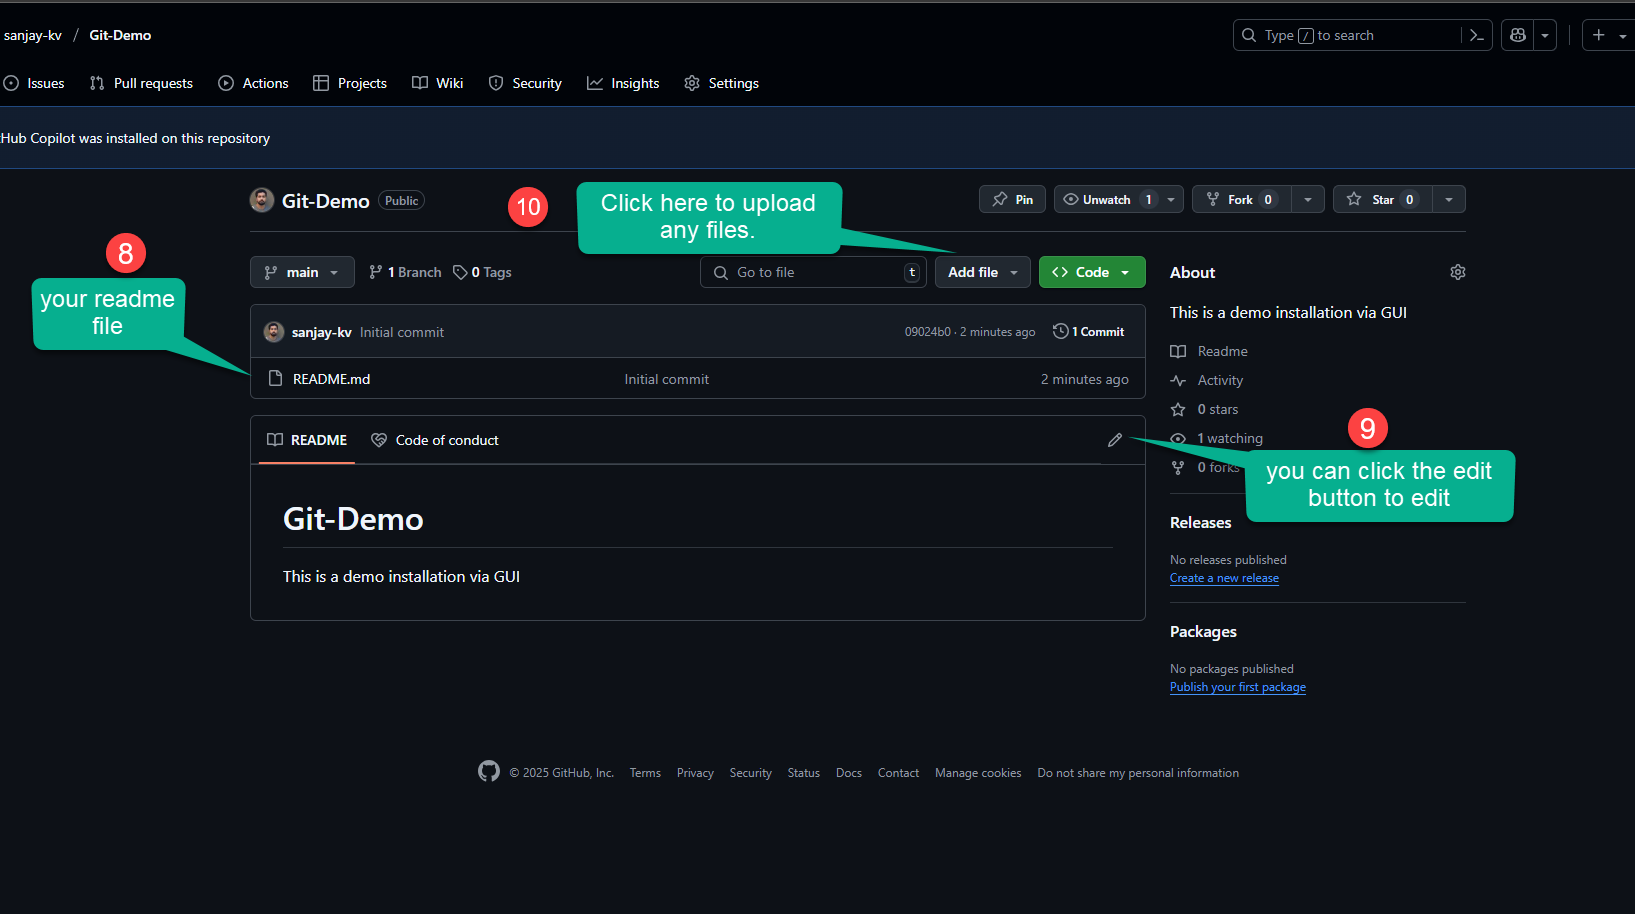 sanjay-kv / Git-Demo
Type / to search
Issues Pull requests Actions Projects Wiki Security Insights Settings
Hub Copilot was installed on this repository
Git-Demo Public
10
Click here to upload
any files.
Pin Unwatch 1 Fork 0 Star 0
8
your readme
file
main 1 Branch 0 Tags
Go to file t
Add file
<> Code
sanjay-kv Initial commit 09024b0 · 2 minutes ago 1 Commit
README.md Initial commit 2 minutes ago
README Code of conduct
Git-Demo
This is a demo installation via GUI
About
This is a demo installation via GUI
Readme
Activity
0 stars
1 watching
0 forks
9
you can click the edit
button to edit
Releases
No releases published
Create a new release
Packages
No packages published
Publish your first package
© 2025 GitHub, Inc. Terms Privacy Security Status Docs Contact Manage cookies Do not share my personal information